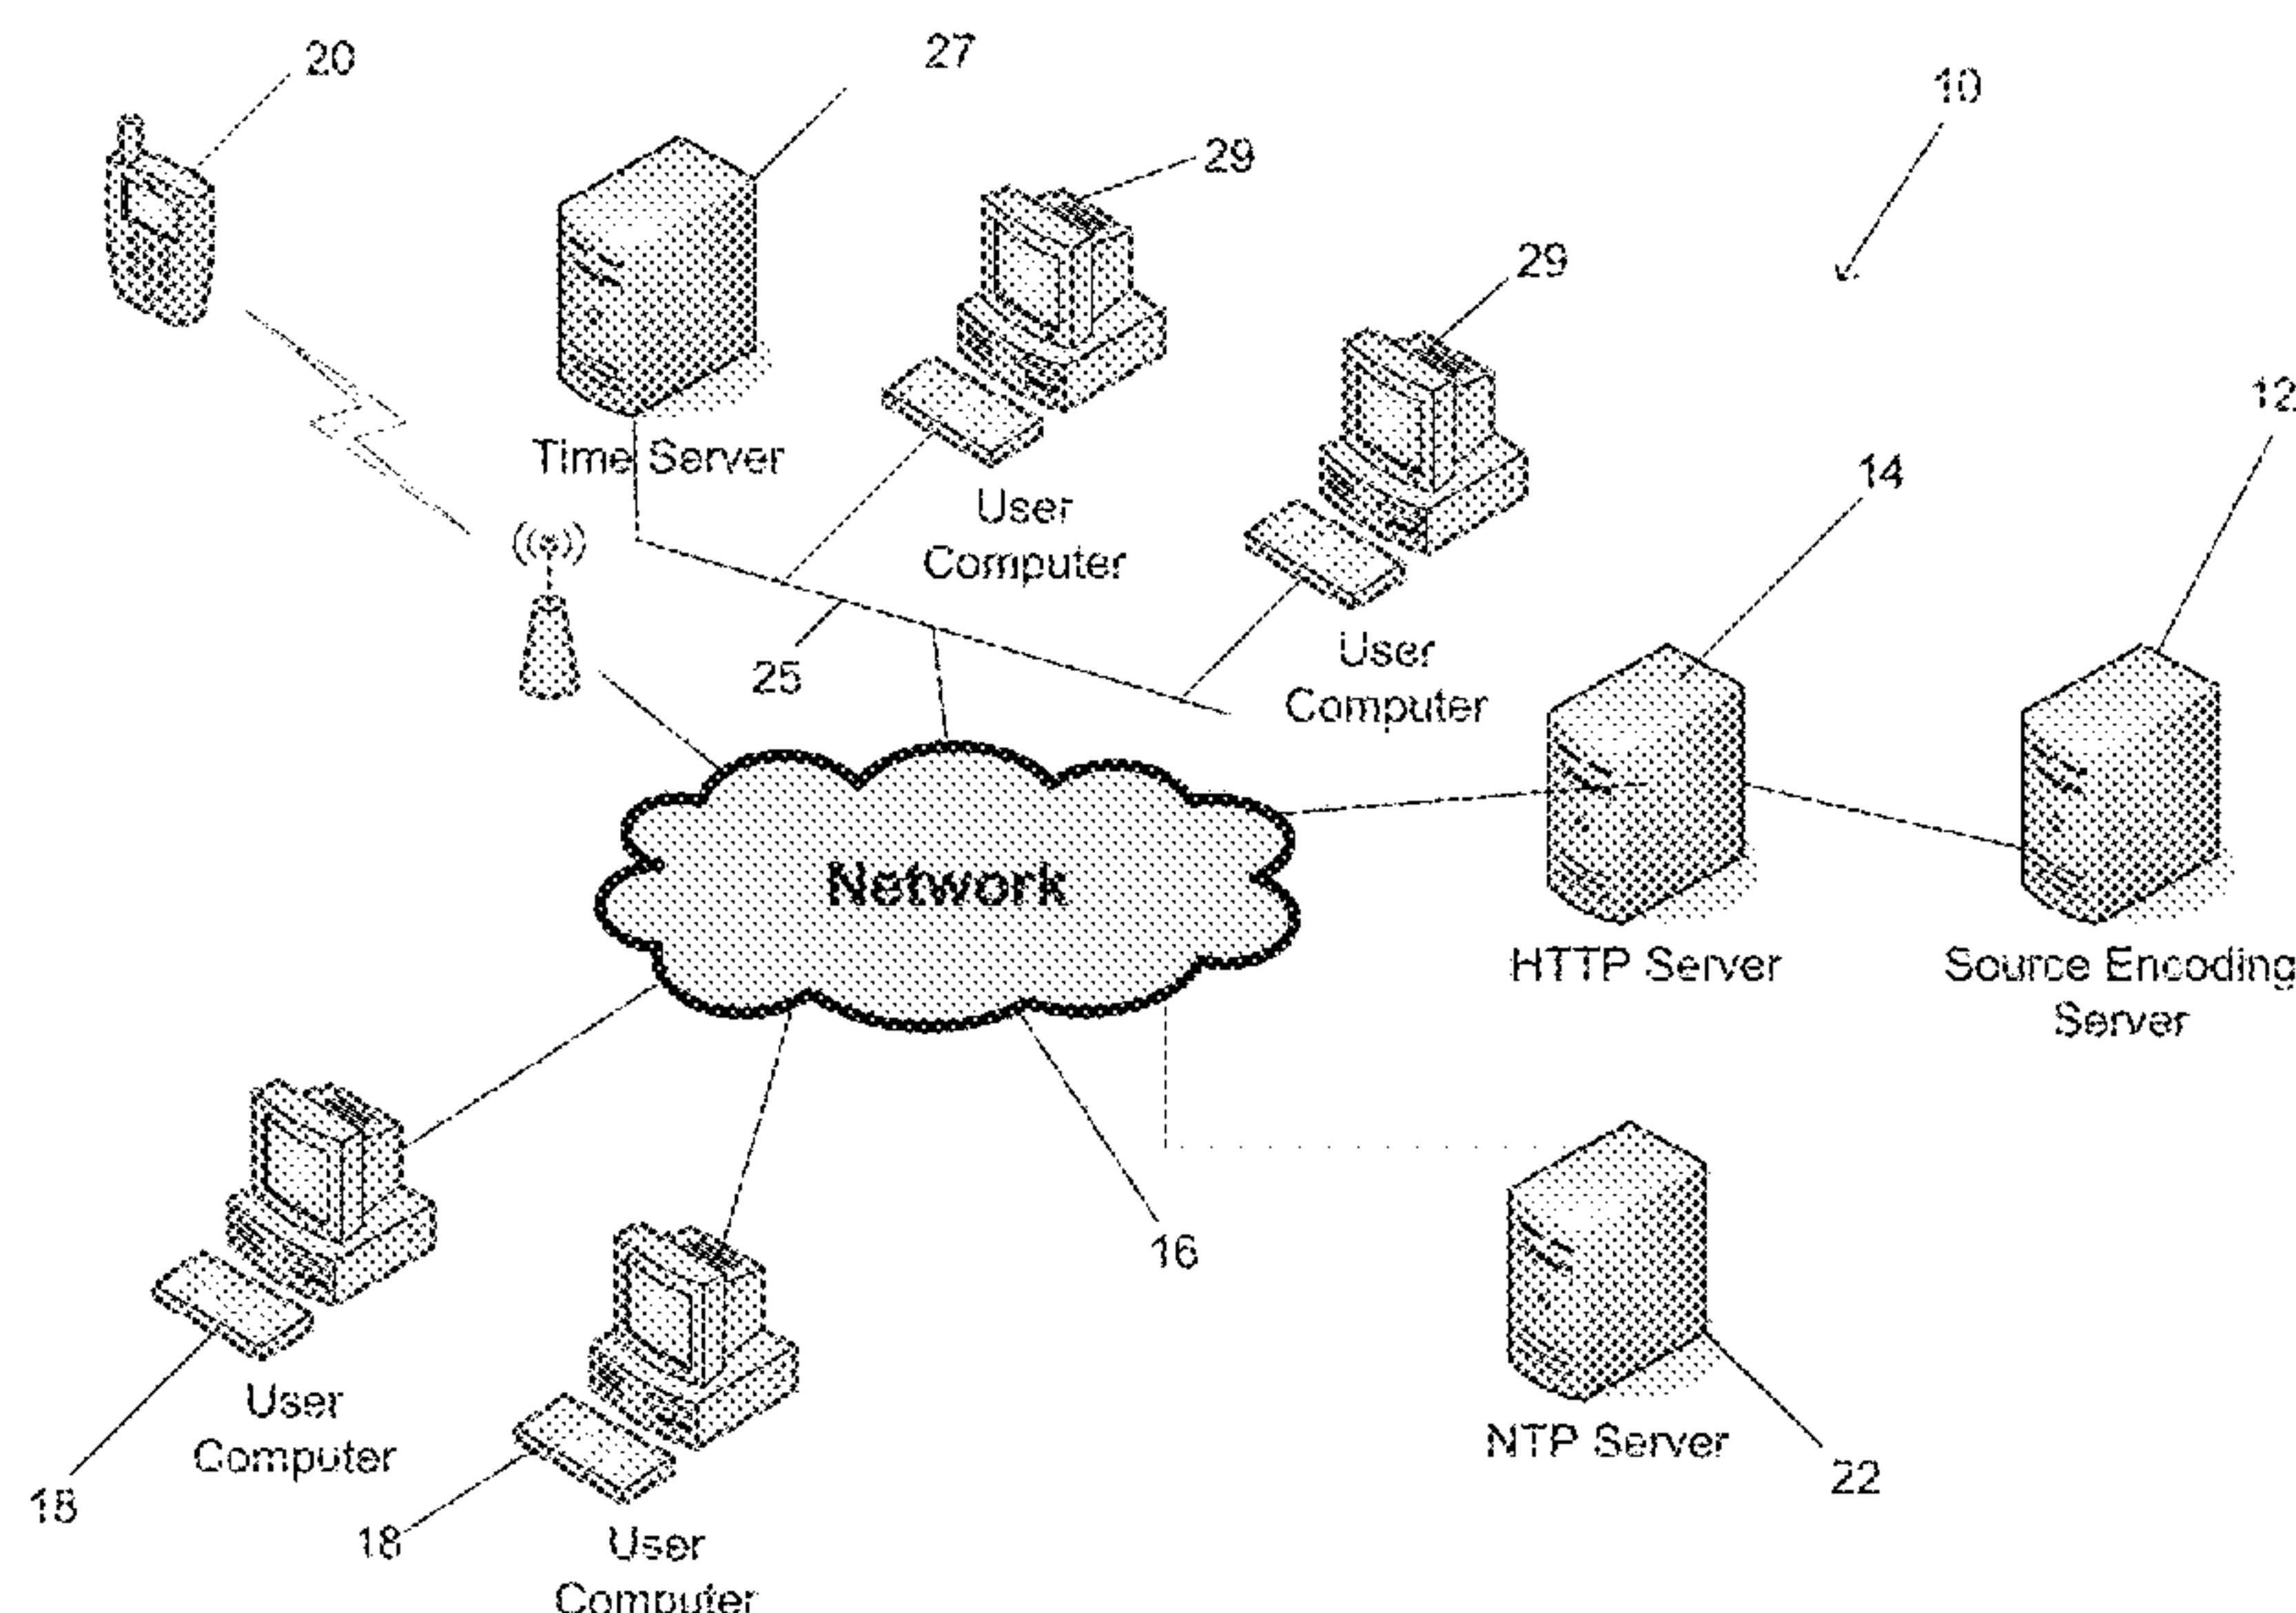 20
27
10
29
29
12
Time Server
14
User
Computer
25
User
Computer
Network
HTTP Server
Source Encoding
Server
16
User
Computer
NTP Server
22
18
18
User
Computer